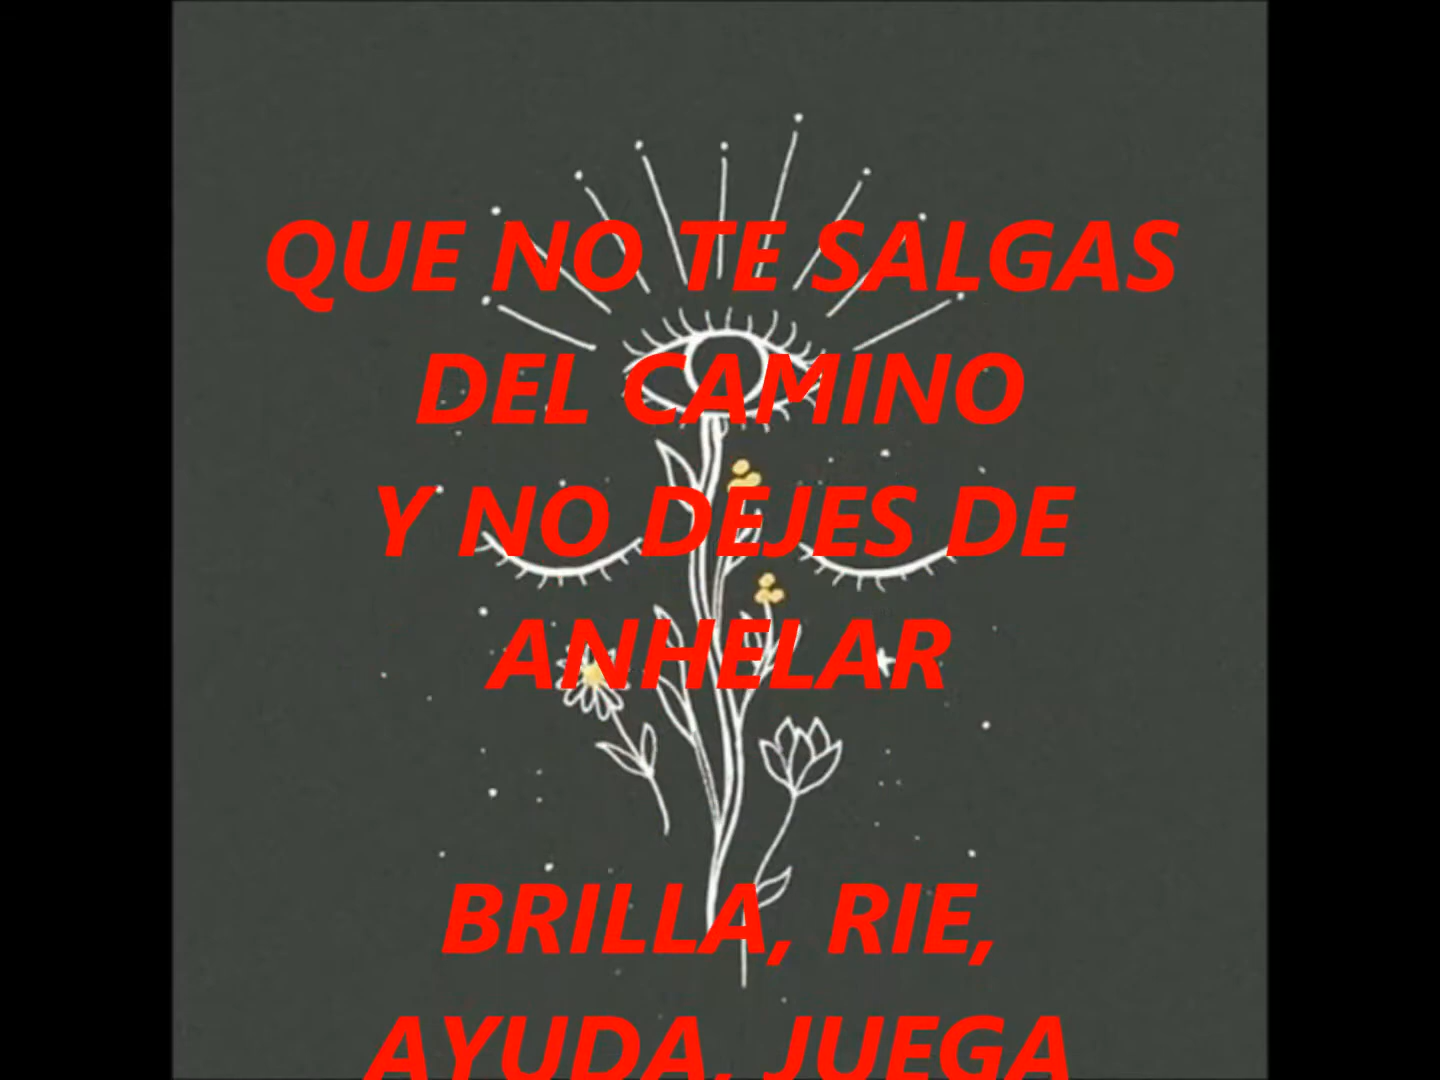 QUE NO TE SALGAS
DEL CAMINO
Y NO DEJES DE
ANHELAR
BRILLA, RIE,
AYUDA, JUEGA